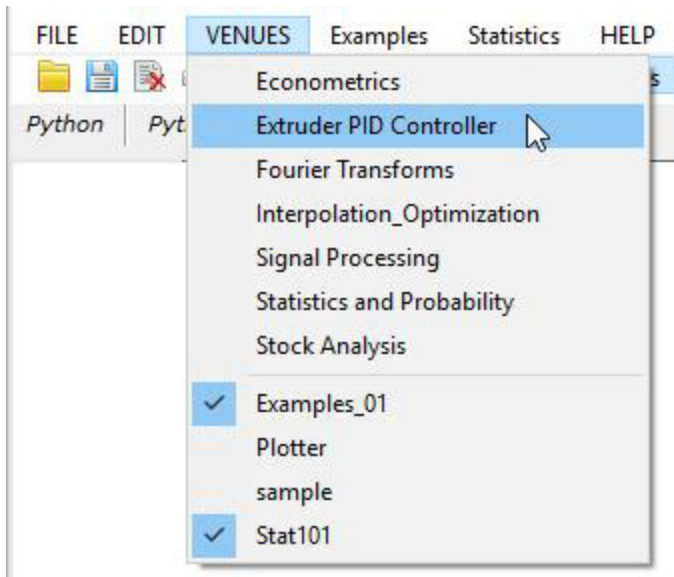 FILE EDIT VENUES Examples Statistics HELP
Python
Econometrics
Extruder PID Controller
Fourier Transforms
Interpolation_Optimization
Signal Processing
Statistics and Probability
Stock Analysis
Examples_01
Plotter
sample
Stat101